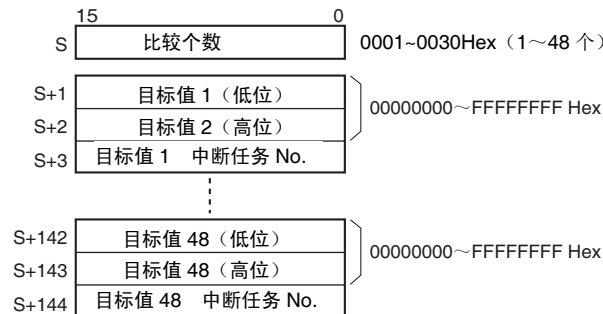 15 0
S 比较个数 0001~0030Hex（1～48 个）
S+1 目标值 1（低位）
S+2 目标值 2（高位）
00000000～FFFFFFFF Hex
S+3 目标值 1 中断任务 No.
S+142 目标值 48（低位）
S+143 目标值 48（高位）
00000000～FFFFFFFF Hex
S+144 目标值 48 中断任务 No.